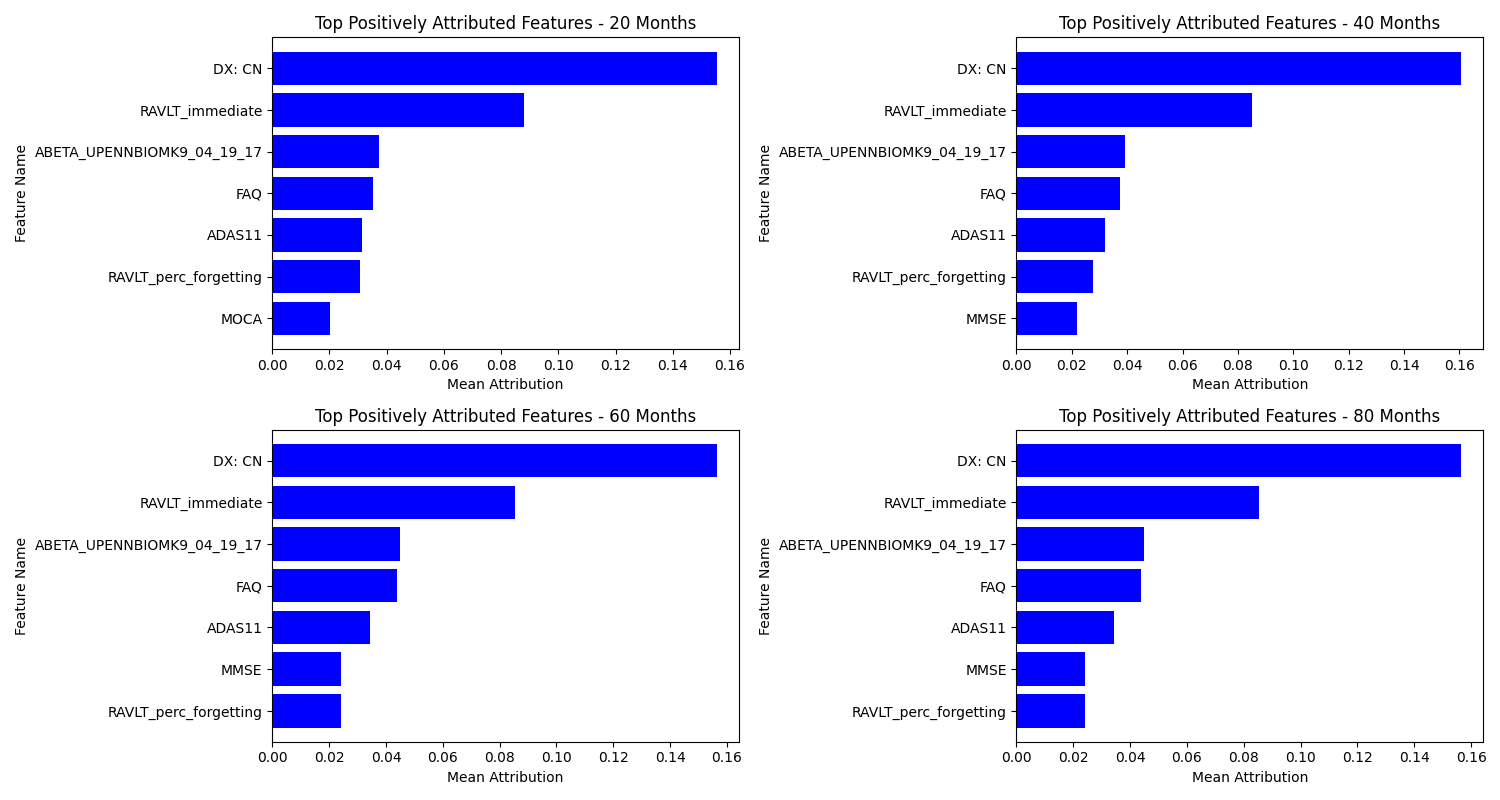 Top Positively Attributed Features - 20 Months
Feature Name
DX: CN
RAVLT_immediate
ABETA_UPENNBIOMK9_04_19_17
FAQ
ADAS11
RAVLT_perc_forgetting
MOCA
0.00 0.02 0.04 0.06 0.08 0.10 0.12 0.14 0.16
Mean Attribution
Top Positively Attributed Features - 40 Months
Feature Name
DX: CN
RAVLT_immediate
ABETA_UPENNBIOMK9_04_19_17
FAQ
ADAS11
RAVLT_perc_forgetting
MMSE
0.00 0.02 0.04 0.06 0.08 0.10 0.12 0.14 0.16
Mean Attribution
Top Positively Attributed Features - 60 Months
Feature Name
DX: CN
RAVLT_immediate
ABETA_UPENNBIOMK9_04_19_17
FAQ
ADAS11
MMSE
RAVLT_perc_forgetting
0.00 0.02 0.04 0.06 0.08 0.10 0.12 0.14 0.16
Mean Attribution
Top Positively Attributed Features - 80 Months
Feature Name
DX: CN
RAVLT_immediate
ABETA_UPENNBIOMK9_04_19_17
FAQ
ADAS11
MMSE
RAVLT_perc_forgetting
0.00 0.02 0.04 0.06 0.08 0.10 0.12 0.14 0.16
Mean Attribution